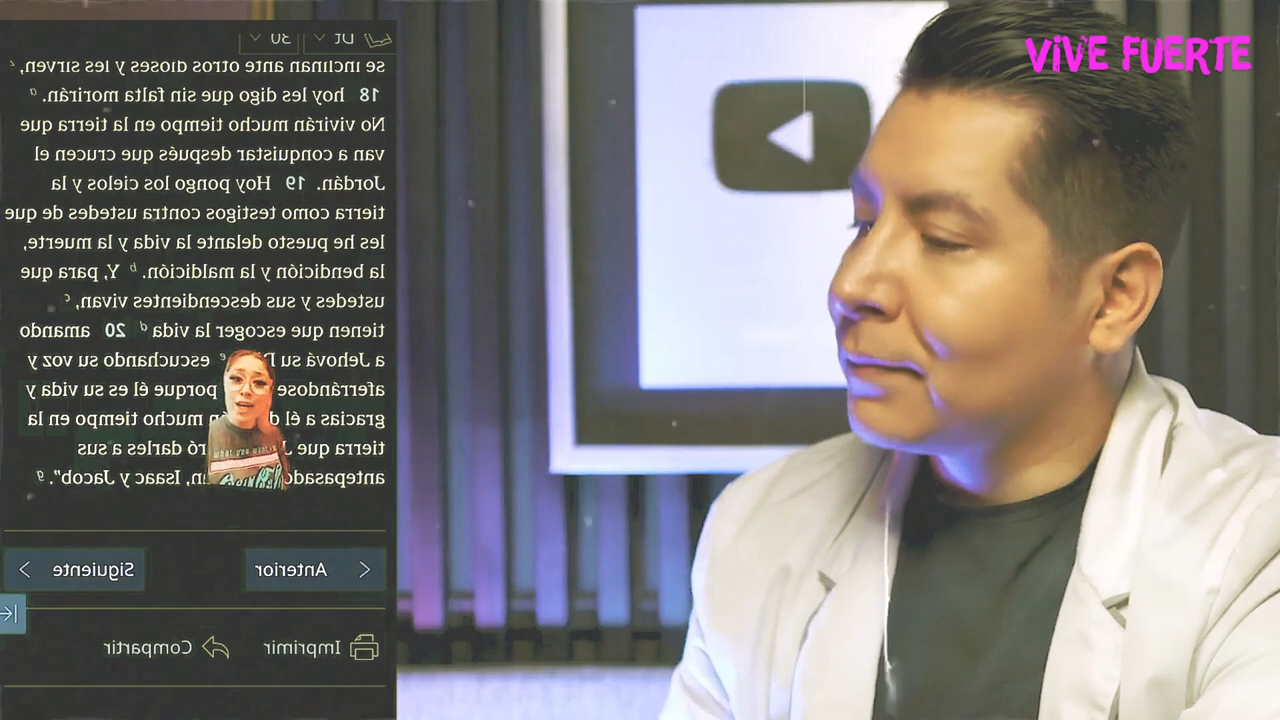 VIVE FUERTE
Dt 30
se inclinan ante otros dioses y les sirven,
18 hoy les digo que sin falta morirán. a
No vivirán mucho tiempo en la tierra que
van a conquistar después que crucen el
Jordán. 19 Hoy pongo los cielos y la
tierra como testigos contra ustedes de que
les he puesto delante la vida y la muerte,
la bendición y la maldición. b Y, para que
ustedes y sus descendientes vivan, c
tienen que escoger la vida d 20 amando
a Jehová su e escuchando su voz y
aferrándose porque él es su vida y
gracias a él mucho tiempo en la
tierra que darles a sus
Isaac y Jacob”. g
Anterior Siguiente
Imprimir Compartir